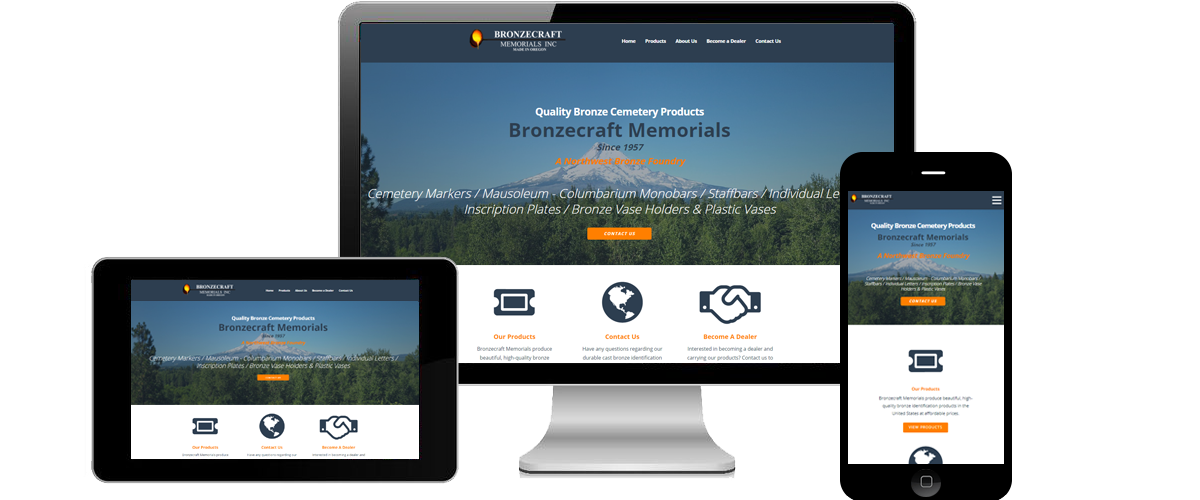 BRONZECRAFT
MEMORIALS INC
MADE IN OREGON
Home Products About Us Become a Dealer Contact Us
Quality Bronze Cemetery Products
Bronzecraft Memorials
Since 1957
A Northwest Bronze Foundry
Cemetery Markers / Mausoleum - Columbarium Monobars / Staffbars / Individual Le
Inscription Plates / Bronze Vase Holders & Plastic Vases
CONTACT US
Our Products Contact Us Become A Dealer
Bronzecraft Memorials produce Have any questions regarding our Interested in becoming a dealer and
beautiful, high-quality bronze durable cast bronze identification carrying our products? Contact us to
BRONZECRAFT
MEMORIALS INC
Home Products About Us Become a Dealer Contact Us
Quality Bronze Cemetery Products
Bronzecraft Memorials
Since 1957
Cemetery Markers / Mausoleum - Columbarium Monobars / Staffbars / Individual Letters /
Inscription Plates / Bronze Vase Holders & Plastic Vases
Our Products Contact Us Become A Dealer
Bronzecraft Memorials produce Have any questions regarding our Interested in becoming a dealer and
BRONZECRAFT
MEMORIALS INC
Quality Bronze Cemetery Products
Bronzecraft Memorials
Since 1957
A Northwest Bronze Foundry
Cemetery Markers / Mausoleum - Columbarium Monobars /
Staffbars / Individual Letters / Inscription Plates / Bronze Vase
Holders & Plastic Vases
CONTACT US
Our Products
Bronzecraft Memorials produce beautiful, high-
quality bronze identification products in the
United States at affordable prices.
VIEW PRODUCTS